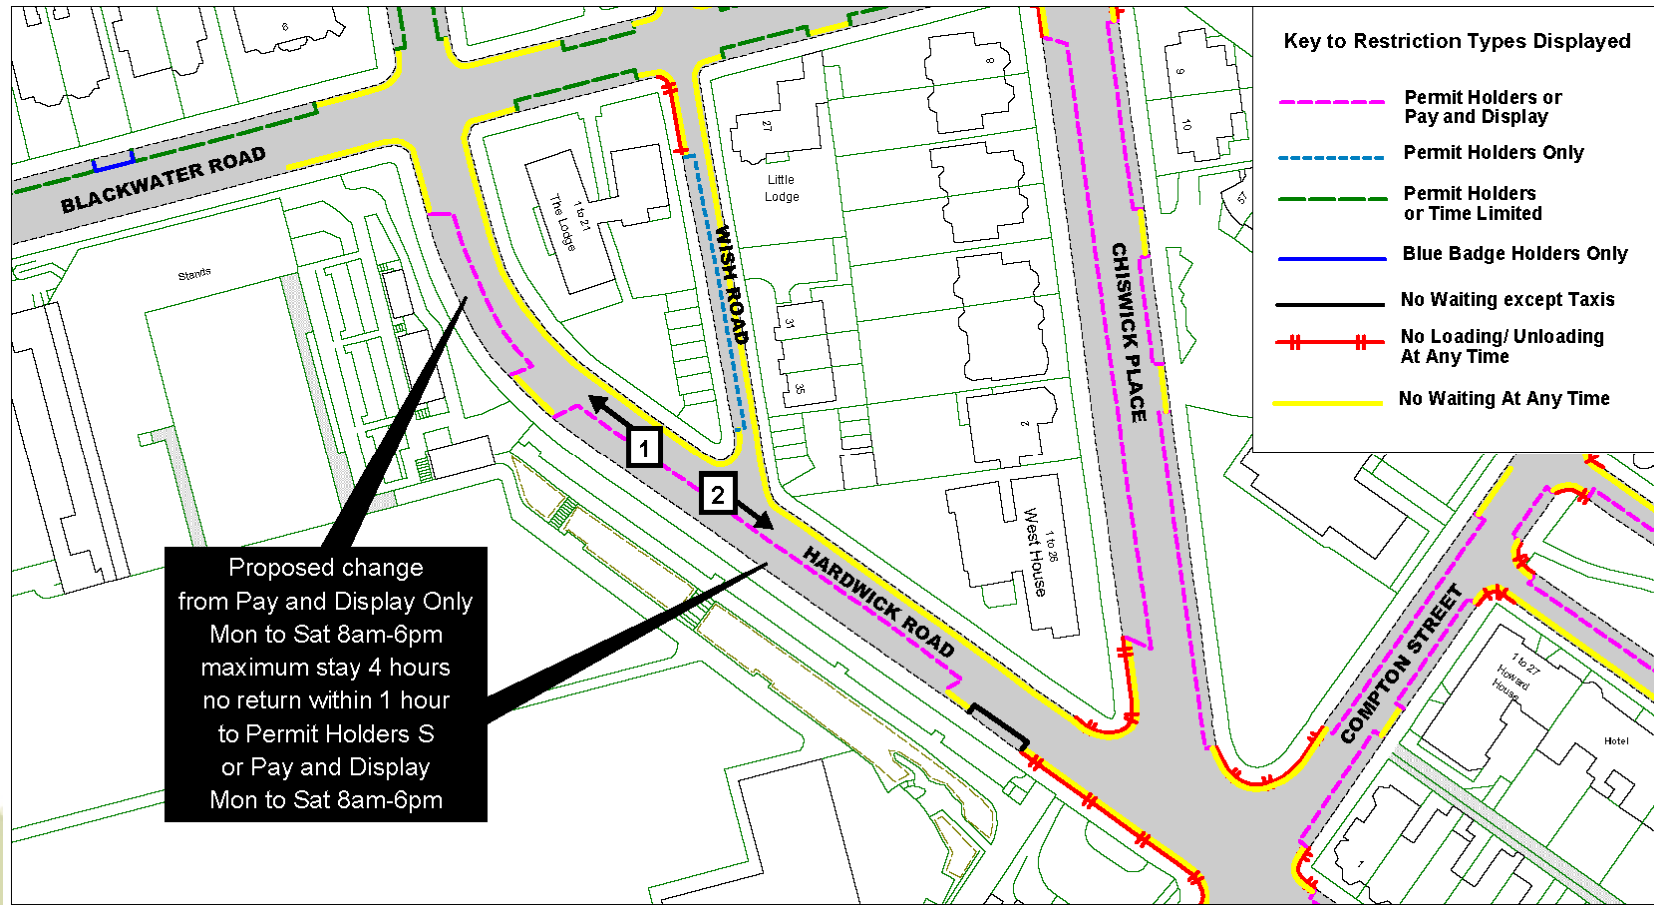 Key to Restriction Types Displayed
Permit Holders or
Pay and Display
Permit Holders Only
Permit Holders
or Time Limited
Blue Badge Holders Only
No Waiting except Taxis
No Loading/ Unloading
At Any Time
No Waiting At Any Time
6
8
9
10
27
BLACKWATER ROAD
Little
Lodge
1 to 21
The Lodge
WISH ROAD
CHISWICK PLACE
Stands
31
35
2
1
2
1 to 26
West House
HARDWICK ROAD
COMPTON STREET
1 to 27
Howard
House
Hotel
1
Proposed change
from Pay and Display Only
Mon to Sat 8am-6pm
maximum stay 4 hours
no return within 1 hour
to Permit Holders S
or Pay and Display
Mon to Sat 8am-6pm